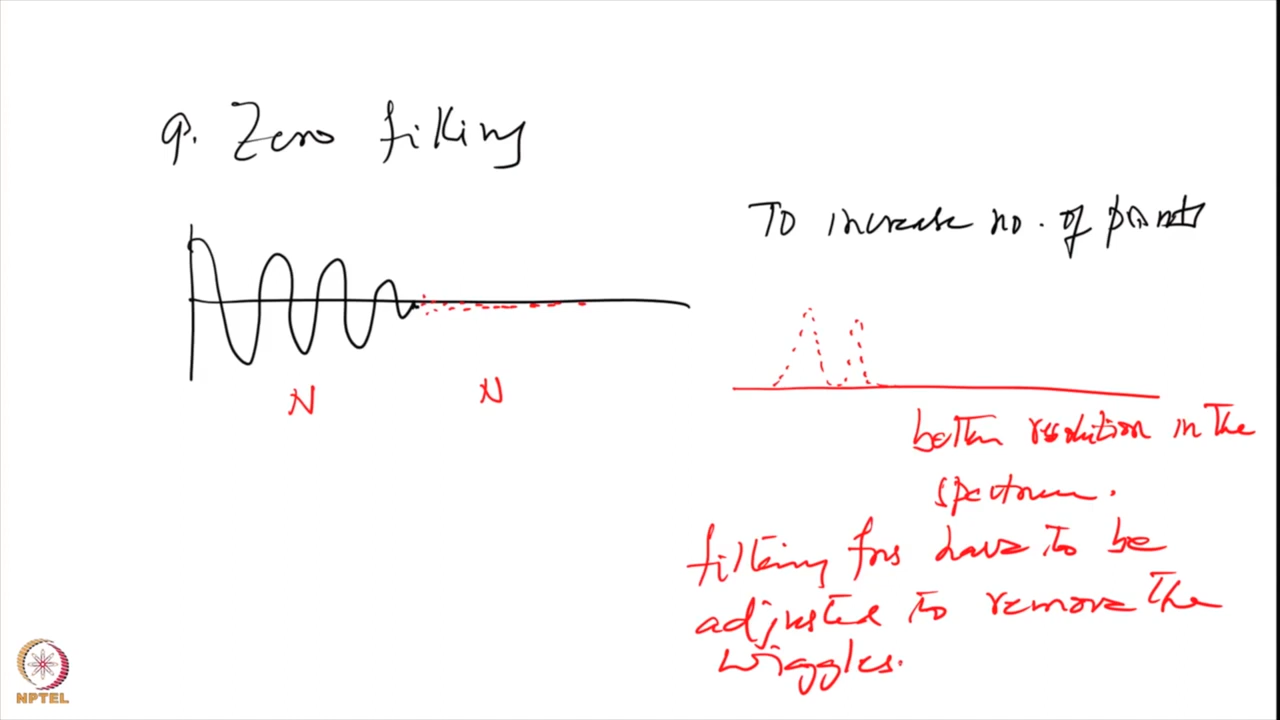 9. Zero filling
To increase no. of points
N
N
better resolution in the
spectrum.
filtering fns have to be
adjusted to remove the
wiggles.
NPTEL